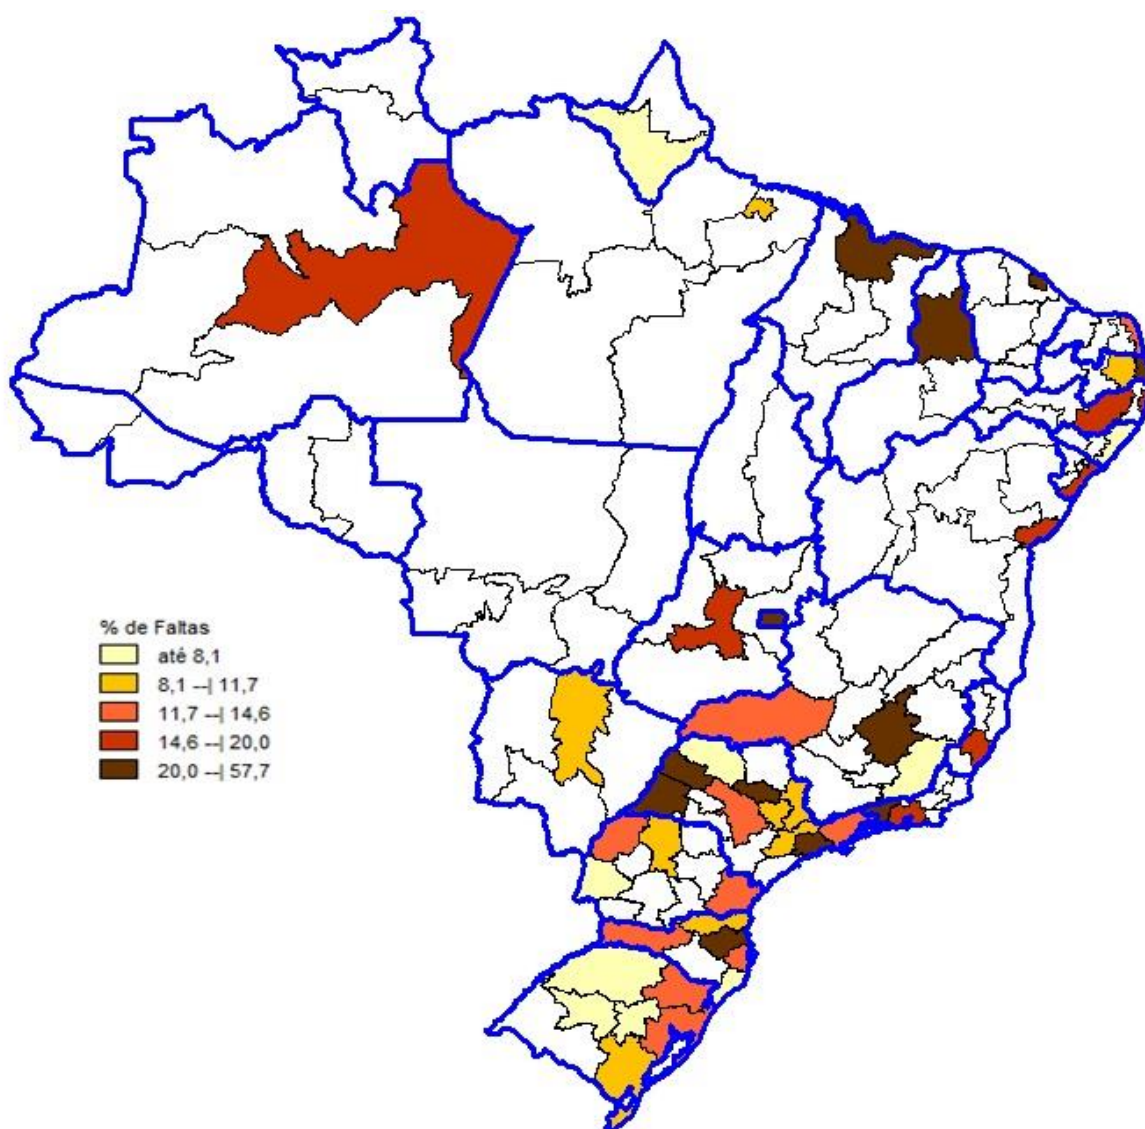 % de Faltas
até 8,1
8,1 --| 11,7
11,7 --| 14,6
14,6 --| 20,0
20,0 --| 57,7